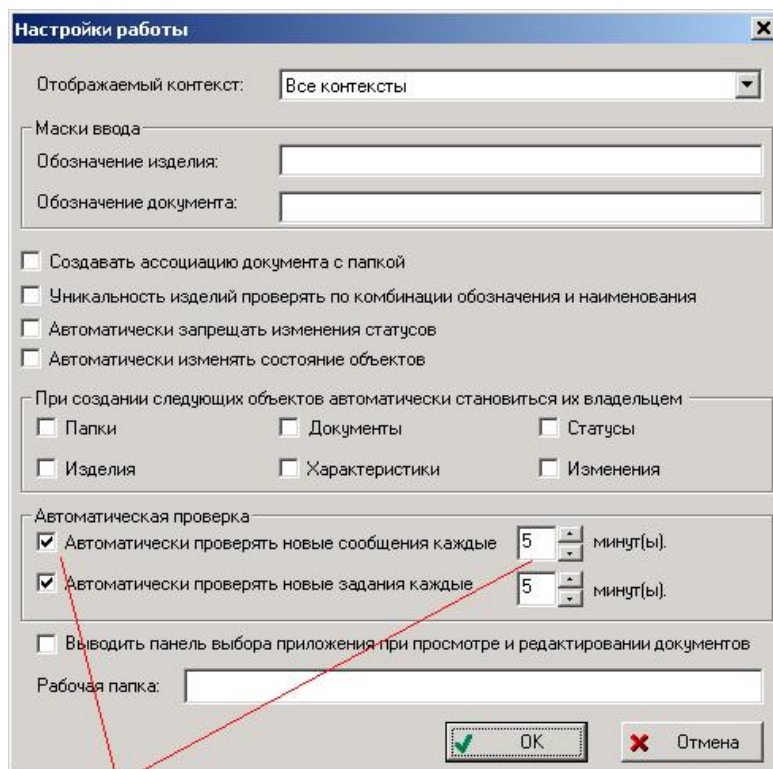 Настройки работы
Отображаемый контекст: Все контексты
Маски ввода
Обозначение изделия:
Обозначение документа:
Создавать ассоциацию документа с папкой
Уникальность изделий проверять по комбинации обозначения и наименования
Автоматически запрещать изменения статусов
Автоматически изменять состояние объектов
При создании следующих объектов автоматически становиться их владельцем
Папки Документы Статусы
Изделия Характеристики Изменения
Автоматическая проверка
Автоматически проверять новые сообщения каждые 5 минут(ы).
Автоматически проверять новые задания каждые 5 минут(ы).
Выводить панель выбора приложения при просмотре и редактировании документов
Рабочая папка:
OK Отмена